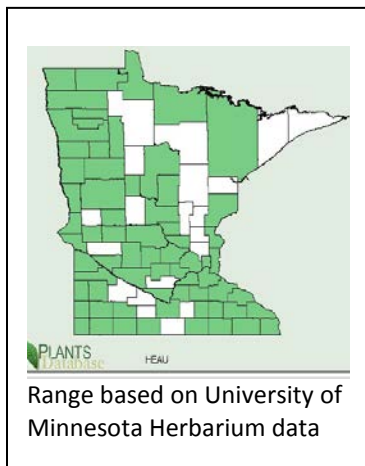 PLANTS
Database
HEAU
Range based on University of
Minnesota Herbarium data